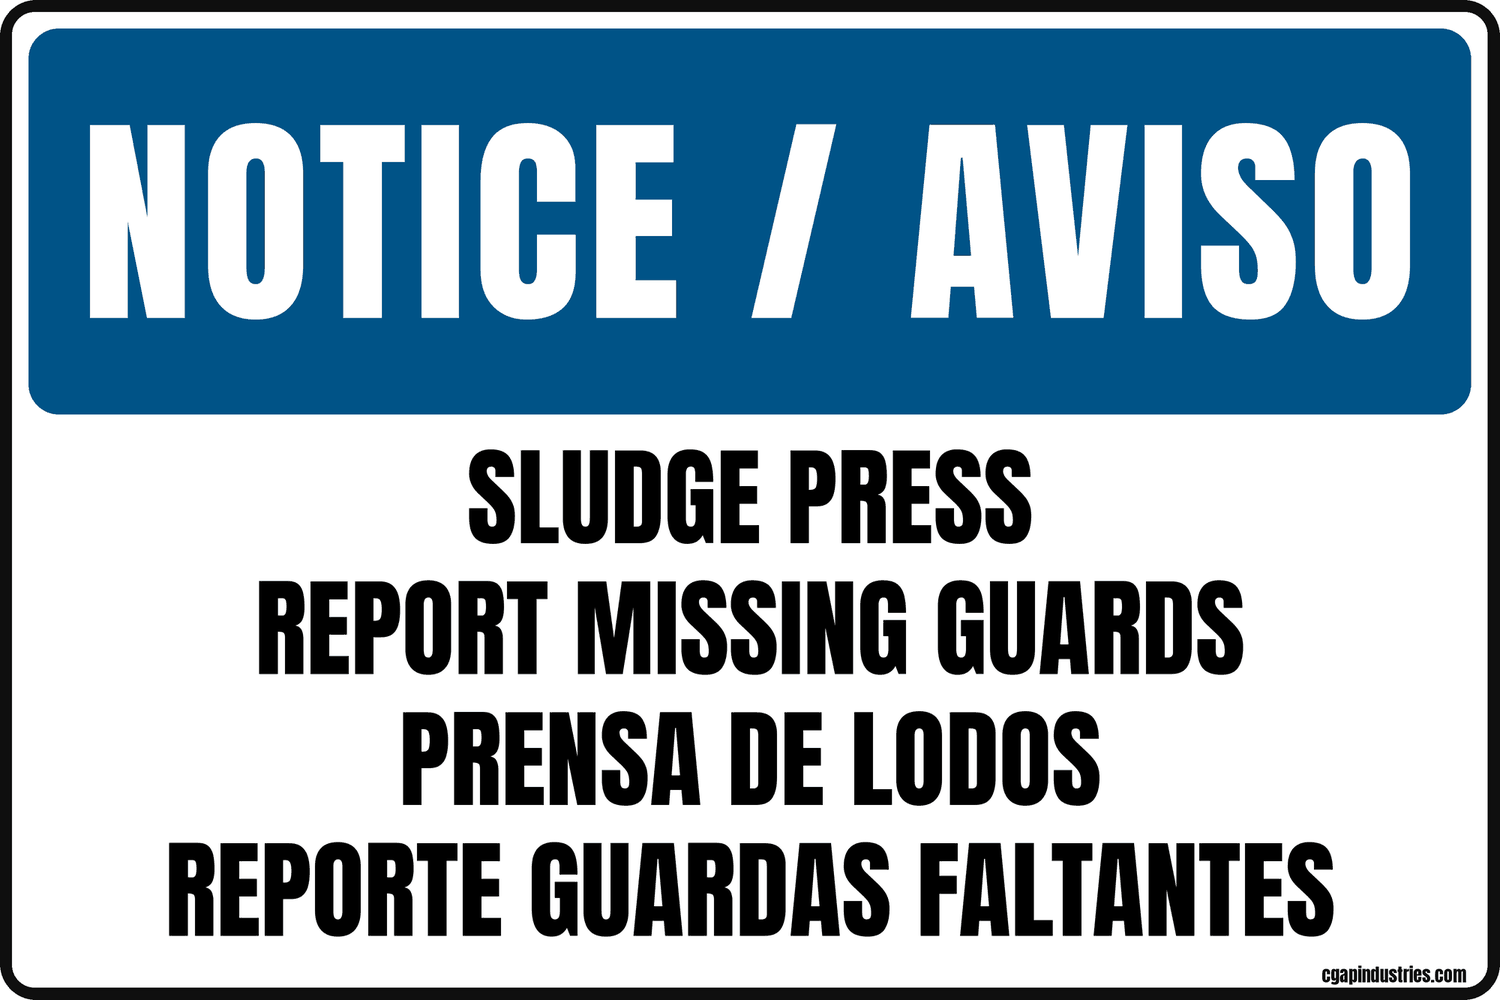 NOTICE / AVISO
SLUDGE PRESS
REPORT MISSING GUARDS
PRENSA DE LODOS
REPORTE GUARDAS FALTANTES
cgapindustries.com